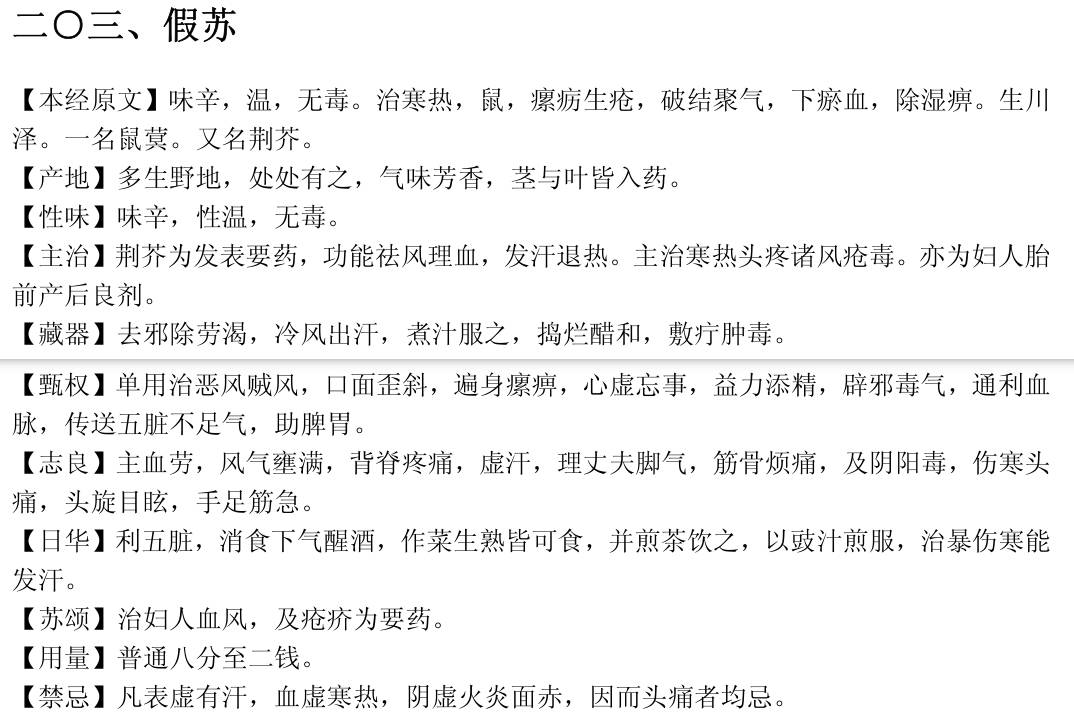 二〇三、假苏
【本经原文】味辛，温，无毒。治寒热，鼠，瘰疬生疮，破结聚气，下瘀血，除湿痹。生川
泽。一名鼠蓂。又名荆芥。
【产地】多生野地，处处有之，气味芳香，茎与叶皆入药。
【性味】味辛，性温，无毒。
【主治】荆芥为发表要药，功能祛风理血，发汗退热。主治寒热头疼诸风疮毒。亦为妇人胎
前产后良剂。
【藏器】去邪除劳渴，冷风出汗，煮汁服之，捣烂醋和，敷疔肿毒。
【甄权】单用治恶风贼风，口面歪斜，遍身瘰痹，心虚忘事，益力添精，辟邪毒气，通利血
脉，传送五脏不足气，助脾胃。
【志良】主血劳，风气壅满，背脊疼痛，虚汗，理丈夫脚气，筋骨烦痛，及阴阳毒，伤寒头
痛，头旋目眩，手足筋急。
【日华】利五脏，消食下气醒酒，作菜生熟皆可食，并煎茶饮之，以豉汁煎服，治暴伤寒能
发汗。
【苏颂】治妇人血风，及疮疥为要药。
【用量】普通八分至二钱。
【禁忌】凡表虚有汗，血虚寒热，阴虚火炎面赤，因而头痛者均忌。